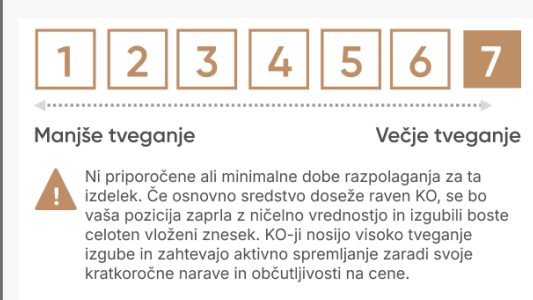 1 2 3 4 5 6 7
Manjše tveganje Večje tveganje
Ni priporočene ali minimalne dobe razpolaganja za ta
izdelek. Če osnovno sredstvo doseže raven KO, se bo
vaša pozicija zaprla z ničelno vrednostjo in izgubili boste
celoten vloženi znesek. KO-ji nosijo visoko tveganje
izgube in zahtevajo aktivno spremljanje zaradi svoje
kratkoročne narave in občutljivosti na cene.